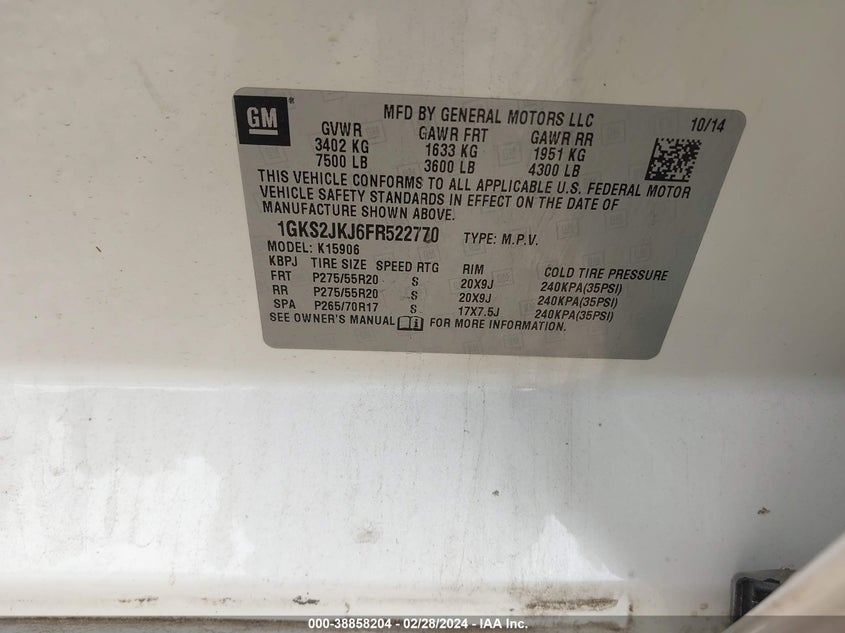 GM®
MFD BY GENERAL MOTORS LLC 10/14
GVWR GAWR FRT GAWR RR
3402 KG 1633 KG 1951 KG
7500 LB 3600 LB 4300 LB
THIS VEHICLE CONFORMS TO ALL APPLICABLE U.S. FEDERAL MOTOR
VEHICLE SAFETY STANDARDS IN EFFECT ON THE DATE OF
MANUFACTURE SHOWN ABOVE.
1GKS2JKJ6FR522770 TYPE: M.P.V.
MODEL: K15906
KBPJ TIRE SIZE SPEED RTG RIM COLD TIRE PRESSURE
FRT P275/55R20 S 20X9J 240KPA(35PSI)
RR P275/55R20 S 20X9J 240KPA(35PSI)
SPA P265/70R17 S 17X7.5J 240KPA(35PSI)
SEE OWNER'S MANUAL FOR MORE INFORMATION.
000-38858204 - 02/28/2024 - IAA Inc.